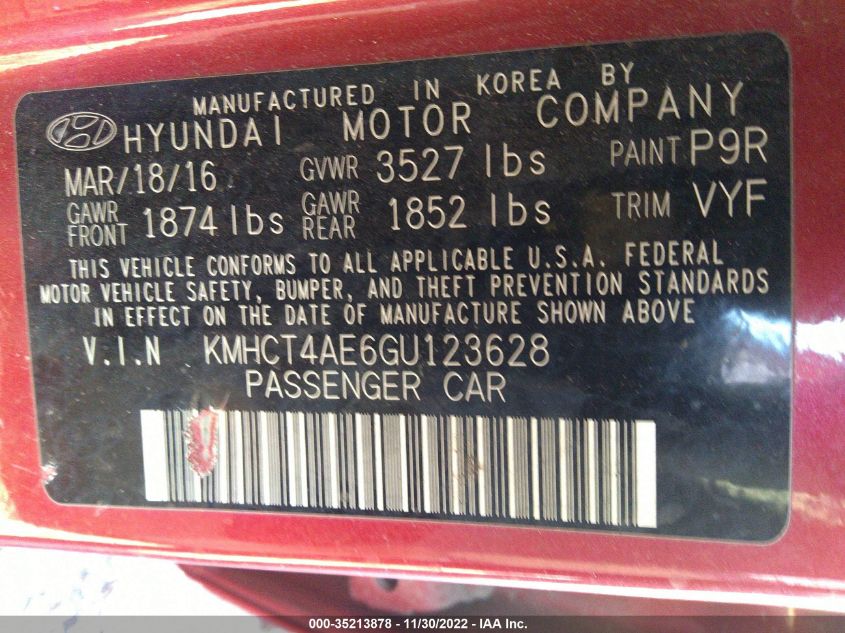 MANUFACTURED IN KOREA BY
HYUNDAI MOTOR COMPANY
MAR/18/16 GVWR 3527 lbs PAINT P9R
GAWR FRONT 1874 lbs GAWR REAR 1852 lbs TRIM VYF
THIS VEHICLE CONFORMS TO ALL APPLICABLE U.S.A. FEDERAL
MOTOR VEHICLE SAFETY, BUMPER, AND THEFT PREVENTION STANDARDS
IN EFFECT ON THE DATE OF MANUFACTURE SHOWN ABOVE
V.I.N KMHCT4AE6GU123628
PASSENGER CAR
000-35213878 - 11/30/2022 - IAA Inc.